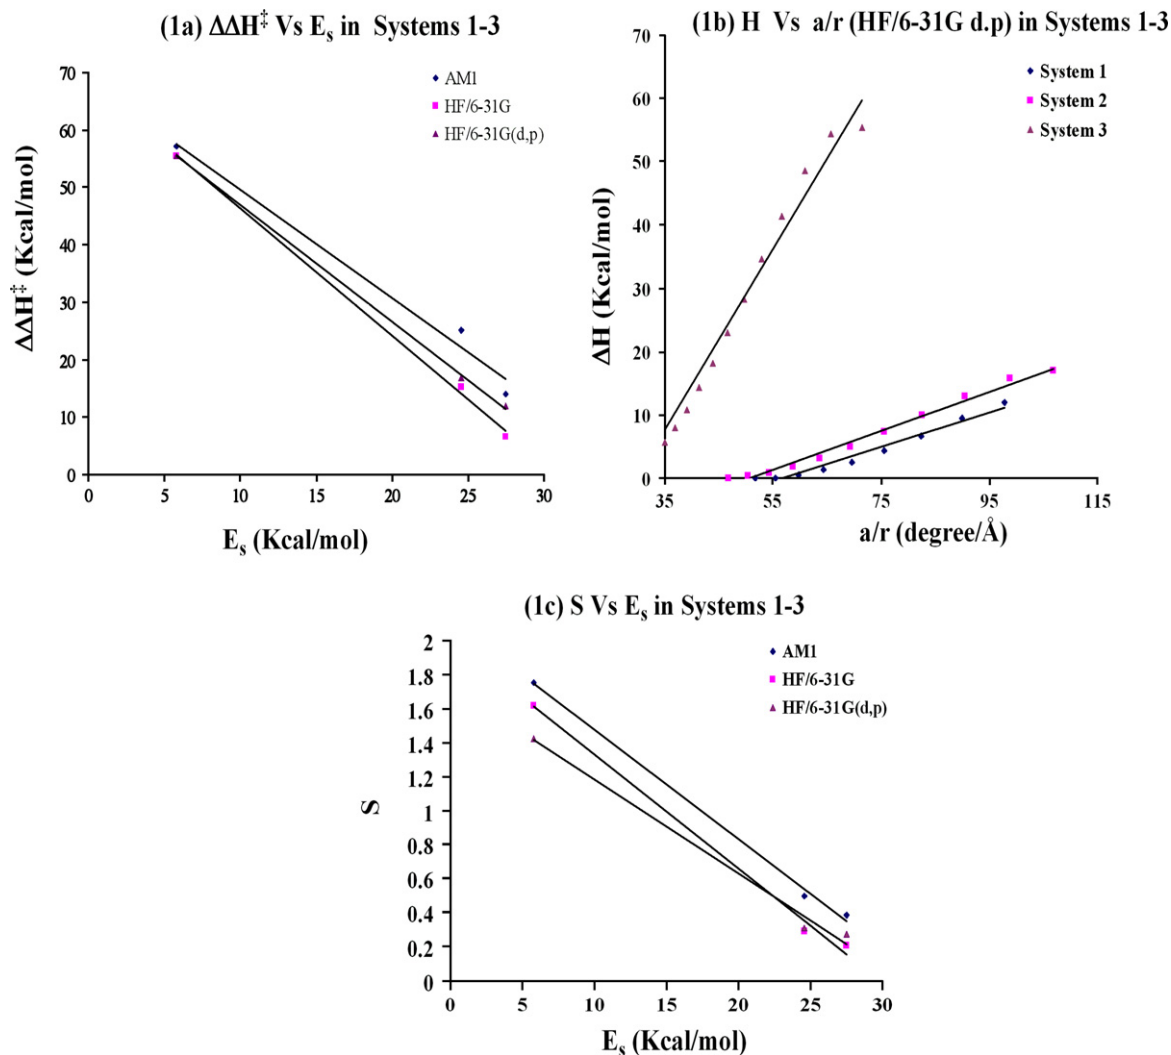 (1a) ΔΔH‡ Vs Es in Systems 1-3
AM1
HF/6-31G
HF/6-31G(d,p)
70
60
50
40
30
20
10
0
ΔΔH‡ (Kcal/mol)
0 5 10 15 20 25 30
Es (Kcal/mol)
(1b) H Vs a/r (HF/6-31G d.p) in Systems 1-3
System 1
System 2
System 3
70
60
50
40
30
20
10
0
ΔH (Kcal/mol)
35 55 75 95 115
a/r (degree/Å)
(1c) S Vs Es in Systems 1-3
AM1
HF/6-31G
HF/6-31G(d,p)
2
1.8
1.6
1.4
1.2
1
0.8
0.6
0.4
0.2
0
S
0 5 10 15 20 25 30
Es (Kcal/mol)